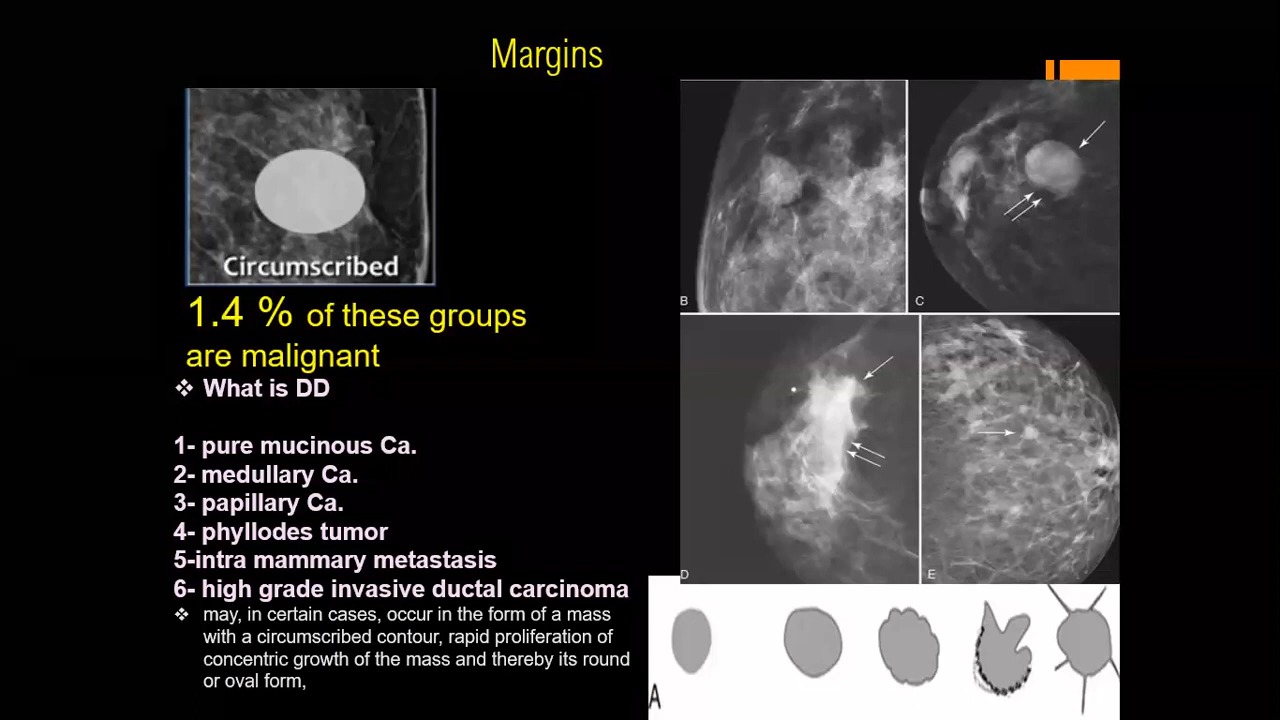 Margins
Circumscribed
1.4 % of these groups
are malignant
❖ What is DD
1- pure mucinous Ca.
2- medullary Ca.
3- papillary Ca.
4- phyllodes tumor
5-intra mammary metastasis
6- high grade invasive ductal carcinoma
❖ may, in certain cases, occur in the form of a mass
with a circumscribed contour, rapid proliferation of
concentric growth of the mass and thereby its round
or oval form,
B
C
D
E
A